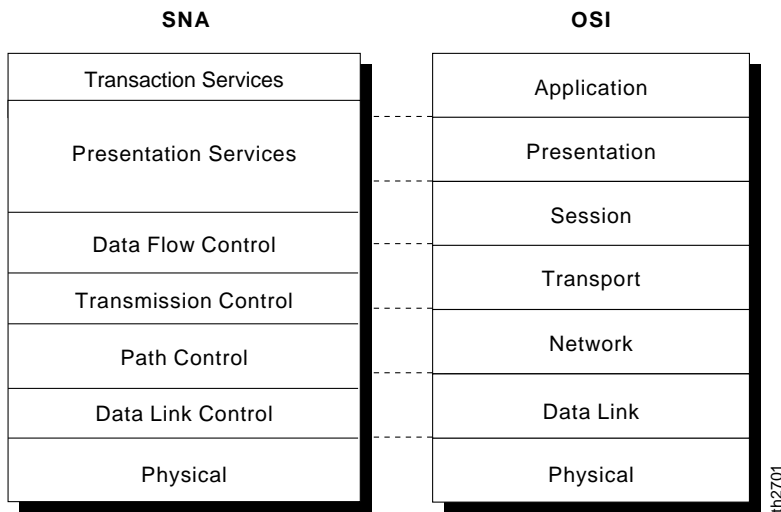 SNA
Transaction Services
Presentation Services
Data Flow Control
Transmission Control
Path Control
Data Link Control
Physical
OSI
Application
Presentation
Session
Transport
Network
Data Link
Physical
th2701